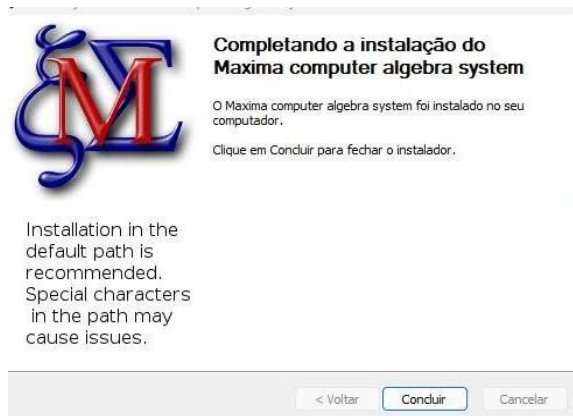 Completando a instalação do
Maxima computer algebra system
O Maxima computer algebra system foi instalado no seu
computador.
Clique em Concluir para fechar o instalador.
Installation in the
default path is
recommended.
Special characters
in the path may
cause issues.
< Voltar
Concluir
Cancelar